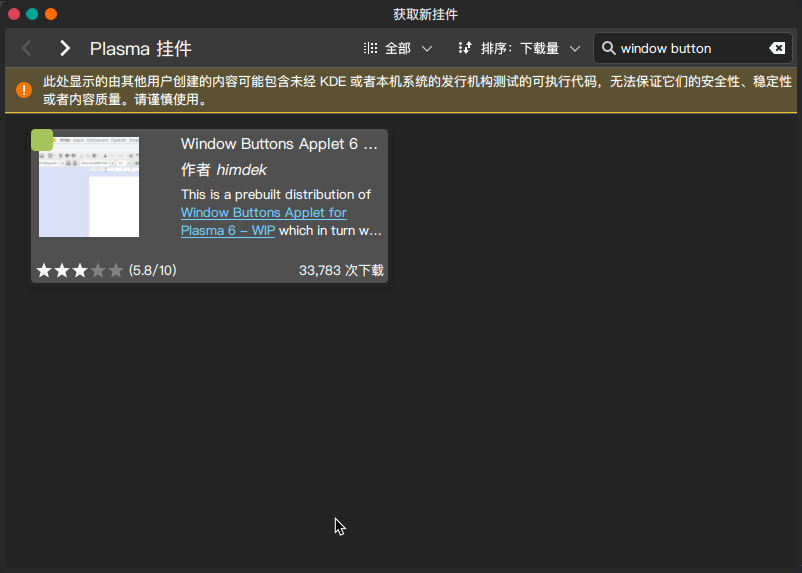 获取新挂件
Plasma 挂件
全部
排序：下载量
window button
此处显示的由其他用户创建的内容可能包含未经 KDE 或者本机系统的发行机构测试的可执行代码，无法保证它们的安全性、稳定性
或者内容质量。请谨慎使用。
Window Buttons Applet 6 ...
作者 himdek
This is a prebuilt distribution of
Window Buttons Applet for
Plasma 6 – WIP which in turn w...
(5.8/10)
33,783 次下载